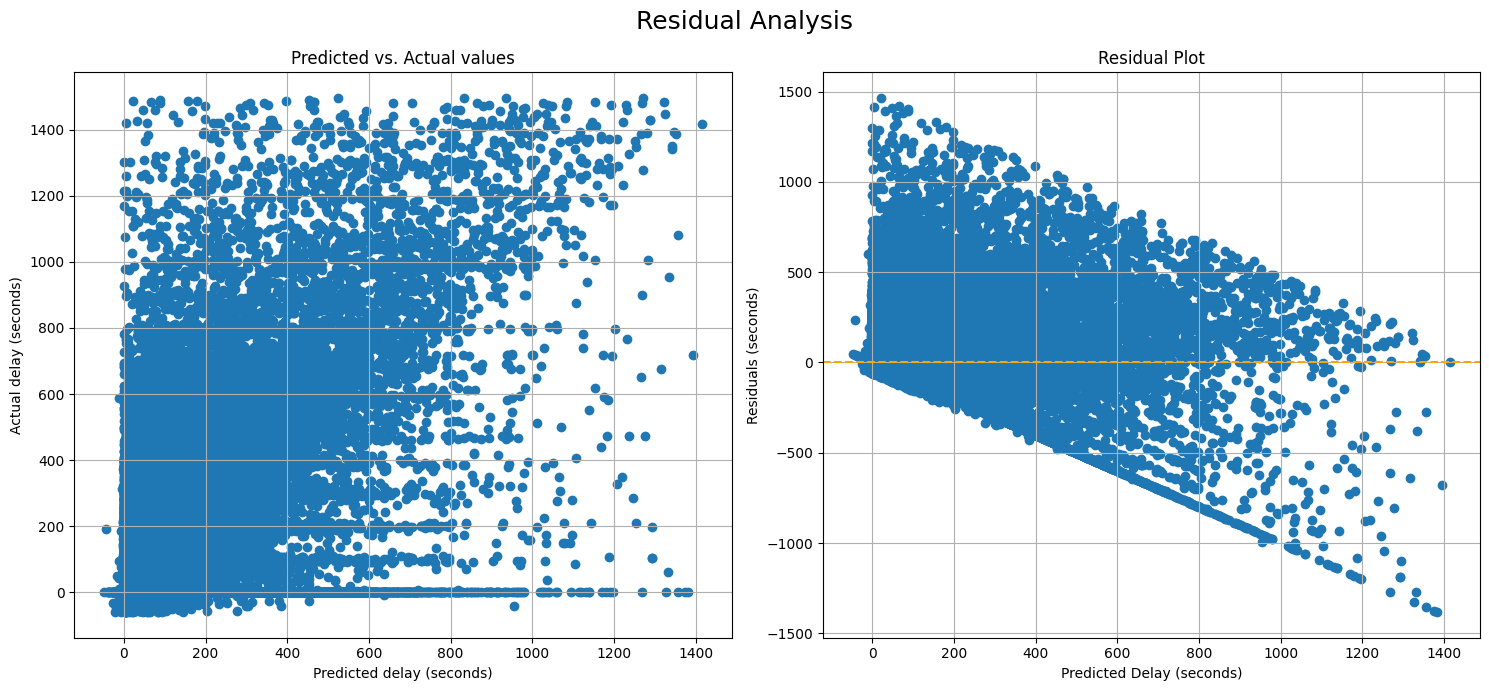 Residual Analysis
Predicted vs. Actual values
Actual delay (seconds)
1400
1200
1000
800
600
400
200
0
0 200 400 600 800 1000 1200 1400
Predicted delay (seconds)
Residual Plot
Residuals (seconds)
1500
1000
500
0
−500
−1000
−1500
0 200 400 600 800 1000 1200 1400
Predicted Delay (seconds)